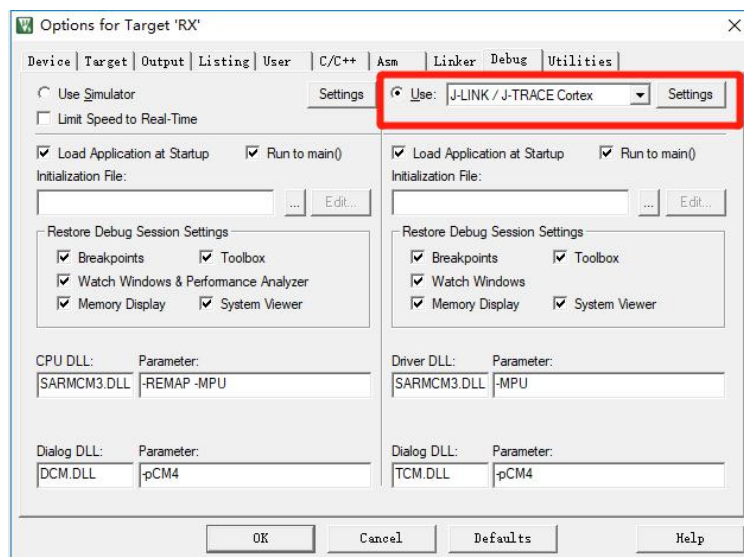 Options for Target 'RX'
Device Target Output Listing User C/C++ Asm Linker Debug Utilities
Use Simulator Settings
Limit Speed to Real-Time
Use: J-LINK / J-TRACE Cortex Settings
Load Application at Startup Run to main()
Initialization File:
... Edit...
Restore Debug Session Settings
Breakpoints Toolbox
Watch Windows & Performance Analyzer
Memory Display System Viewer
Load Application at Startup Run to main()
Initialization File:
... Edit...
Restore Debug Session Settings
Breakpoints Toolbox
Watch Windows
Memory Display System Viewer
CPU DLL: Parameter:
SARMCM3.DLL -REMAP -MPU
Dialog DLL: Parameter:
DCM.DLL -pCM4
Driver DLL: Parameter:
SARMCM3.DLL -MPU
Dialog DLL: Parameter:
TCM.DLL -pCM4
OK Cancel Defaults Help